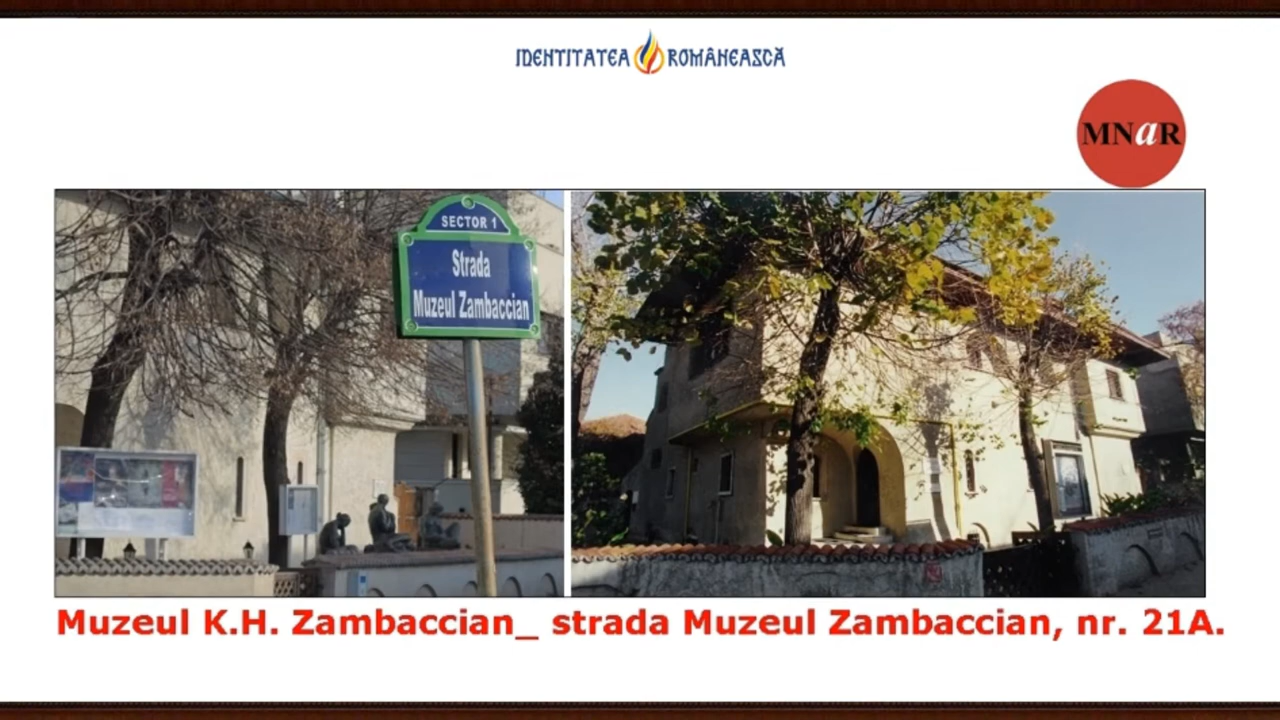 IDENTITATEA ROMÂNEASCĂ
MNaR
SECTOR 1
Strada
Muzeul Zambaccian
Muzeul K.H. Zambaccian_ strada Muzeul Zambaccian, nr. 21A.